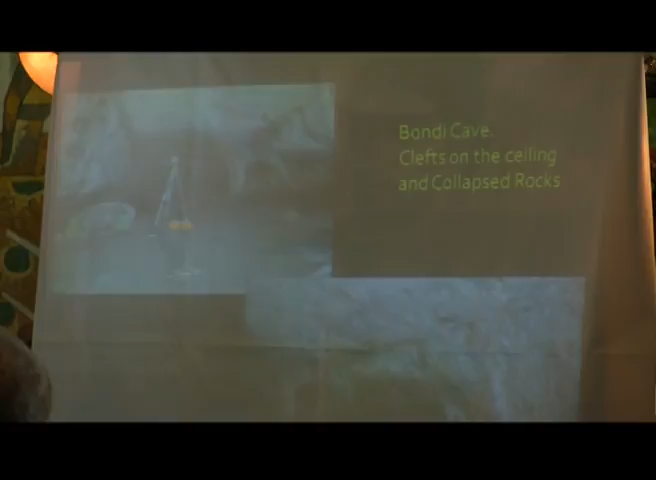 Bondi Cave.
Clefts on the ceiling
and Collapsed Rocks